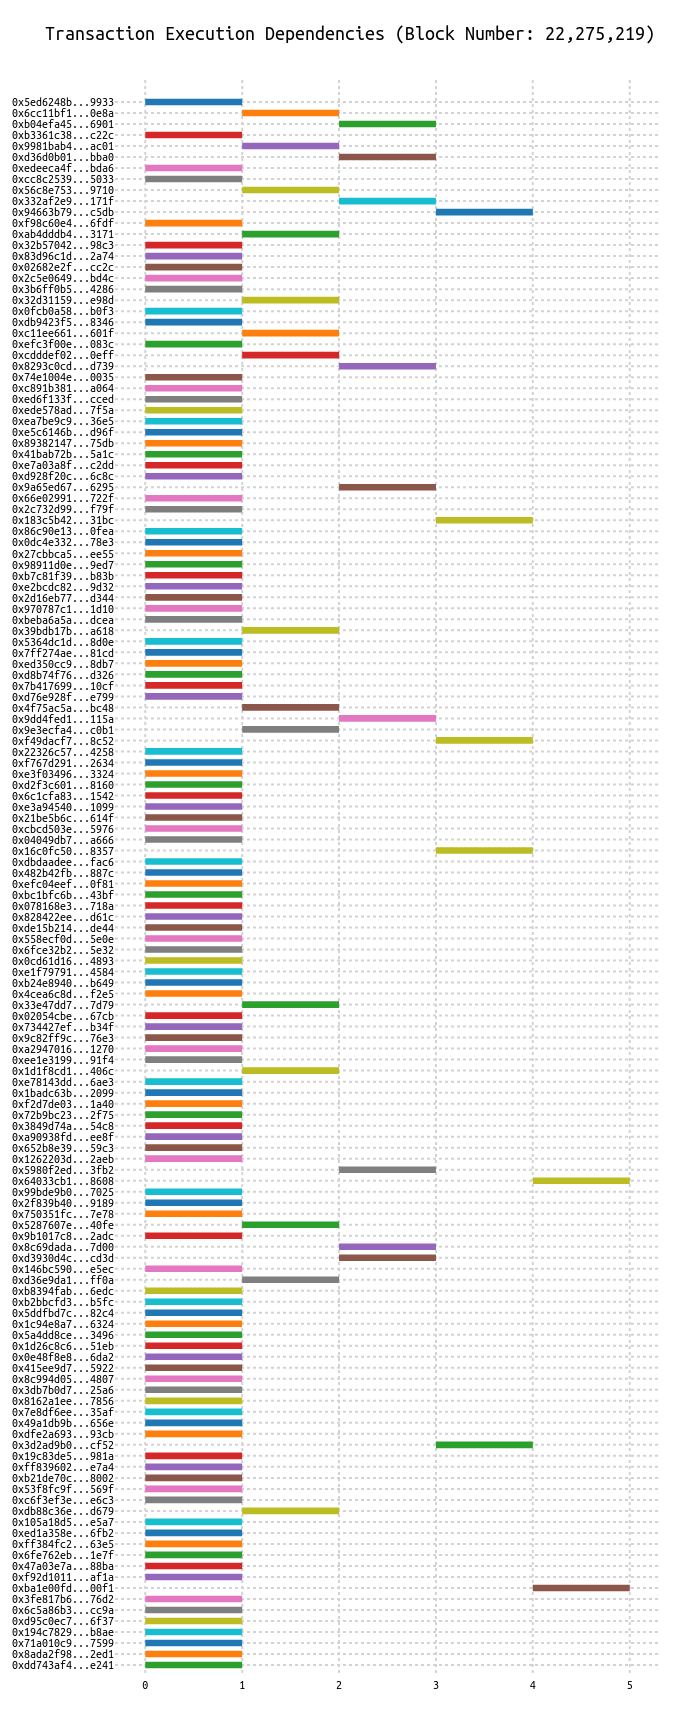 Transaction Execution Dependencies (Block Number: 22,275,219)
0x5ed6248b...9933
0x6cc11bf1...0e8a
0xb04efa45...6901
0xb3361c38...c22c
0x9981bab4...ac01
0xd36d0b01...bba0
0xedeeca4f...bda6
0xcc8c2539...5033
0x56c8e753...9710
0x332af2e9...171f
0x94663b79...c5db
0xf98c60e4...6fdf
0xab4dddb4...3171
0x32b57042...98c3
0x83d96c1d...2a74
0x02682e2f...cc2c
0x2c5e0649...bd4c
0x3b6ff0b5...4286
0x32d31159...e98d
0x0fcb0a58...b0f3
0xdb9423f5...8346
0xc11ee661...601f
0xefc3f00e...083c
0xcdddef02...0eff
0x8293c0cd...d739
0x74e1004e...0035
0xc891b381...a064
0xed6f133f...cced
0xede578ad...7f5a
0xea7be9c9...36e5
0xe5c6146b...d96f
0x89382147...75db
0x41bab72b...5a1c
0xe7a03a8f...c2dd
0xd928f20c...6c8c
0x9a65ed67...6295
0x66e02991...722f
0x2c732d99...f79f
0x183c5b42...31bc
0x86c90e13...0fea
0x0dc4e332...78e3
0x27cbbca5...ee55
0x98911d0e...9ed7
0xb7c81f39...b83b
0xe2bcdc82...9d32
0x2d16eb77...d344
0x970787c1...1d10
0xbeba6a5a...dcea
0x39bdb17b...a618
0x5364dc1d...8d0e
0x7ff274ae...81cd
0xed350cc9...8db7
0xd8b74f76...d326
0x7b417699...10cf
0xd76e928f...e799
0x4f75ac5a...bc48
0x9dd4fed1...115a
0x9e3ecfa4...c0b1
0xf49dacf7...8c52
0x22326c57...4258
0xf767d291...2634
0xe3f03496...3324
0xd2f3c601...8160
0x6c1cfa83...1542
0xe3a94540...1099
0x21be5b6c...614f
0xcbcd503e...5976
0x04049db7...a666
0x16c0fc50...8357
0xdbdaadee...fac6
0x482b42fb...887c
0xefc04eef...0f81
0xbc1bfc6b...43bf
0x078168e3...718a
0x828422ee...d61c
0xde15b214...de44
0x558ecf0d...5e0e
0x6fce32b2...5e32
0x0cd61d16...4893
0xe1f79791...4584
0xb24e8940...b649
0x4cea6c8d...f2e5
0x33e47dd7...7d79
0x02054cbe...67cb
0x734427ef...b34f
0x9c82ff9c...76e3
0xa2947016...1270
0xee1e3199...91f4
0x1d1f8cd1...406c
0xe78143dd...6ae3
0x1badc63b...2099
0xf2d7de03...1a40
0x72b9bc23...2f75
0x3849d74a...54c8
0xa90938fd...ee8f
0x652b8e39...59c3
0x1262203d...2aeb
0x5980f2ed...3fb2
0x64033cb1...8608
0x99bde9b0...7025
0x2f839b40...9189
0x750351fc...7e78
0x5287607e...40fe
0x9b1017c8...2adc
0x8c69dada...7d00
0xd3930d4c...cd3d
0x146bc590...e5ec
0xd36e9da1...ff0a
0xb8394fab...6edc
0xb2bbcfd3...b5fc
0x5ddfbd7c...82c4
0x1c94e8a7...6324
0x5a4dd8ce...3496
0x1d26c8c6...51eb
0x0e48f8e8...6da2
0x415ee9d7...5922
0x8c994d05...4807
0x3db7b0d7...25a6
0x8162a1ee...7856
0x7e8df6ee...35af
0x49a1db9b...656e
0xdfe2a693...93cb
0x3d2ad9b0...cf52
0x19c83de5...981a
0xff839602...e7a4
0xb21de70c...8002
0x53f8fc9f...569f
0xc6f3ef3e...e6c3
0xdb88c36e...d679
0x105a18d5...e5a7
0xed1a358e...6fb2
0xff384fc2...63e5
0x6fe762eb...1e7f
0x47a03e7a...88ba
0xf92d1011...af1a
0xba1e00fd...00f1
0x3fe817b6...76d2
0x6c5a86b3...cc9a
0xd95c0ec7...6f37
0x194c7829...b8ae
0x71a010c9...7599
0x8ada2f98...2ed1
0xdd743af4...e241
0 1 2 3 4 5